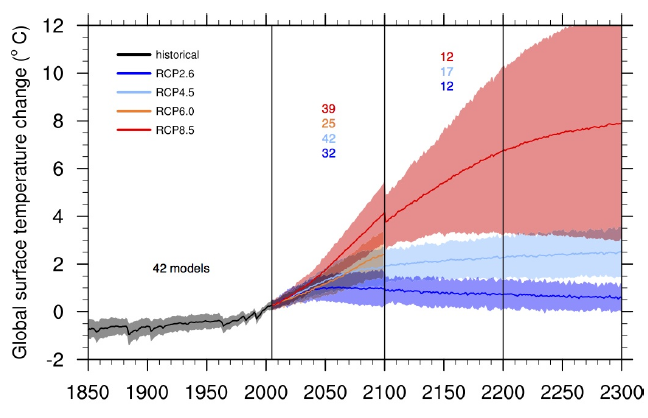 Global surface temperature change (° C)
12
10
8
6
4
2
0
-2
historical
RCP2.6
RCP4.5
RCP6.0
RCP8.5
42 models
39
25
42
32
12
17
12
1850 1900 1950 2000 2050 2100 2150 2200 2250 2300